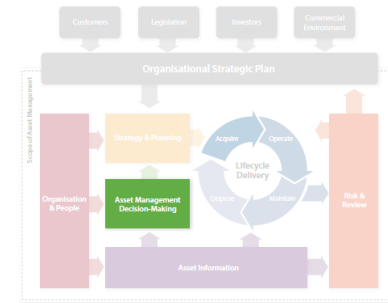 Customers
Legislation
Investors
Commercial
Environment
Organisational Strategic Plan
Scope of Asset Management
Strategy & Planning
Acquire
Operate
Lifecycle
Delivery
Organisation
& People
Asset Management
Decision-Making
Dispose
Maintain
Risk &
Review
Asset Information